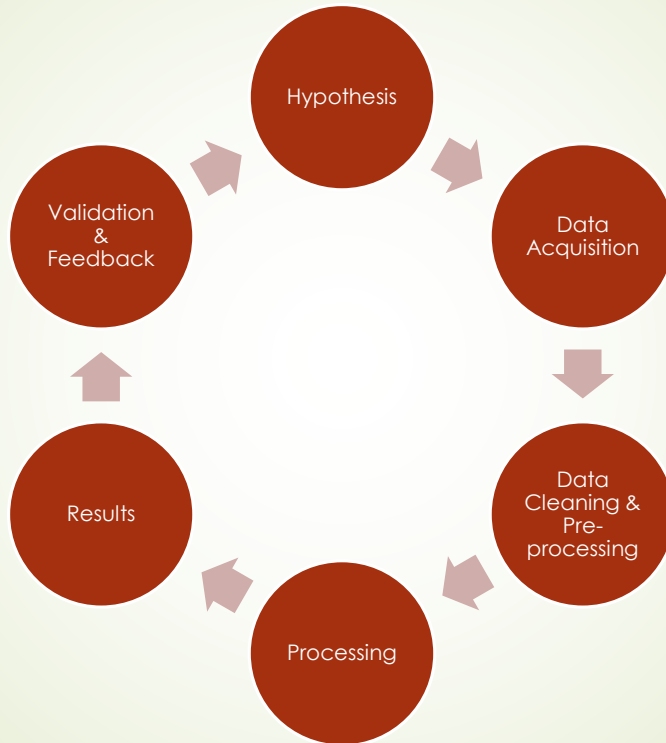 Hypothesis
Data
Acquisition
Data
Cleaning &
Pre-
processing
Processing
Results
Validation
&
Feedback